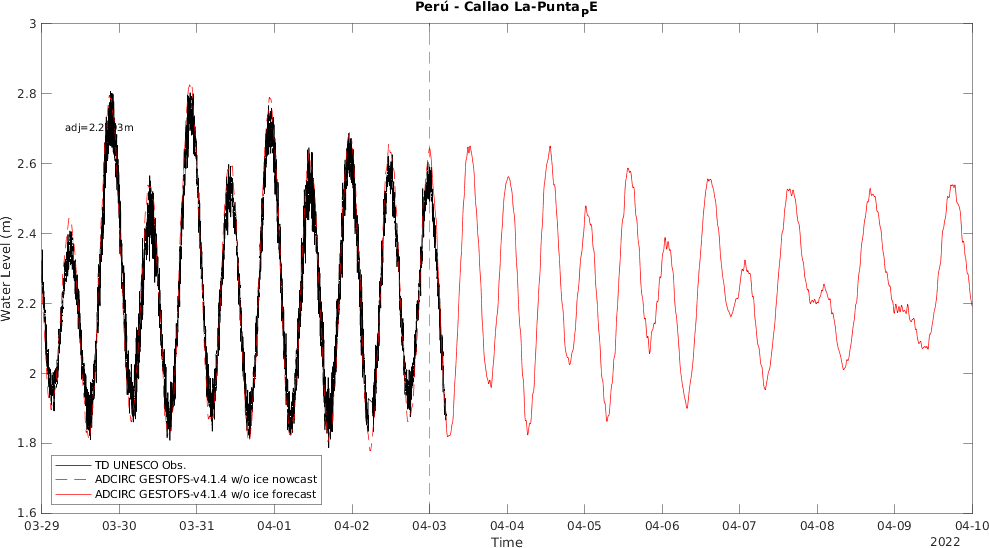 Perú - Callao La-PuntaPE
3
2.8
2.6
2.4
2.2
2
1.8
1.6
Water Level (m)
TD UNESCO Obs.
ADCIRC GESTOFS-v4.1.4 w/o ice nowcast
ADCIRC GESTOFS-v4.1.4 w/o ice forecast
03-29 03-30 03-31 04-01 04-02 04-03 04-04 04-05 04-06 04-07 04-08 04-09 04-10
Time
2022